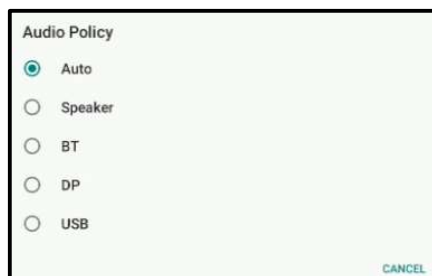 Audio Policy
Auto
Speaker
BT
DP
USB
CANCEL